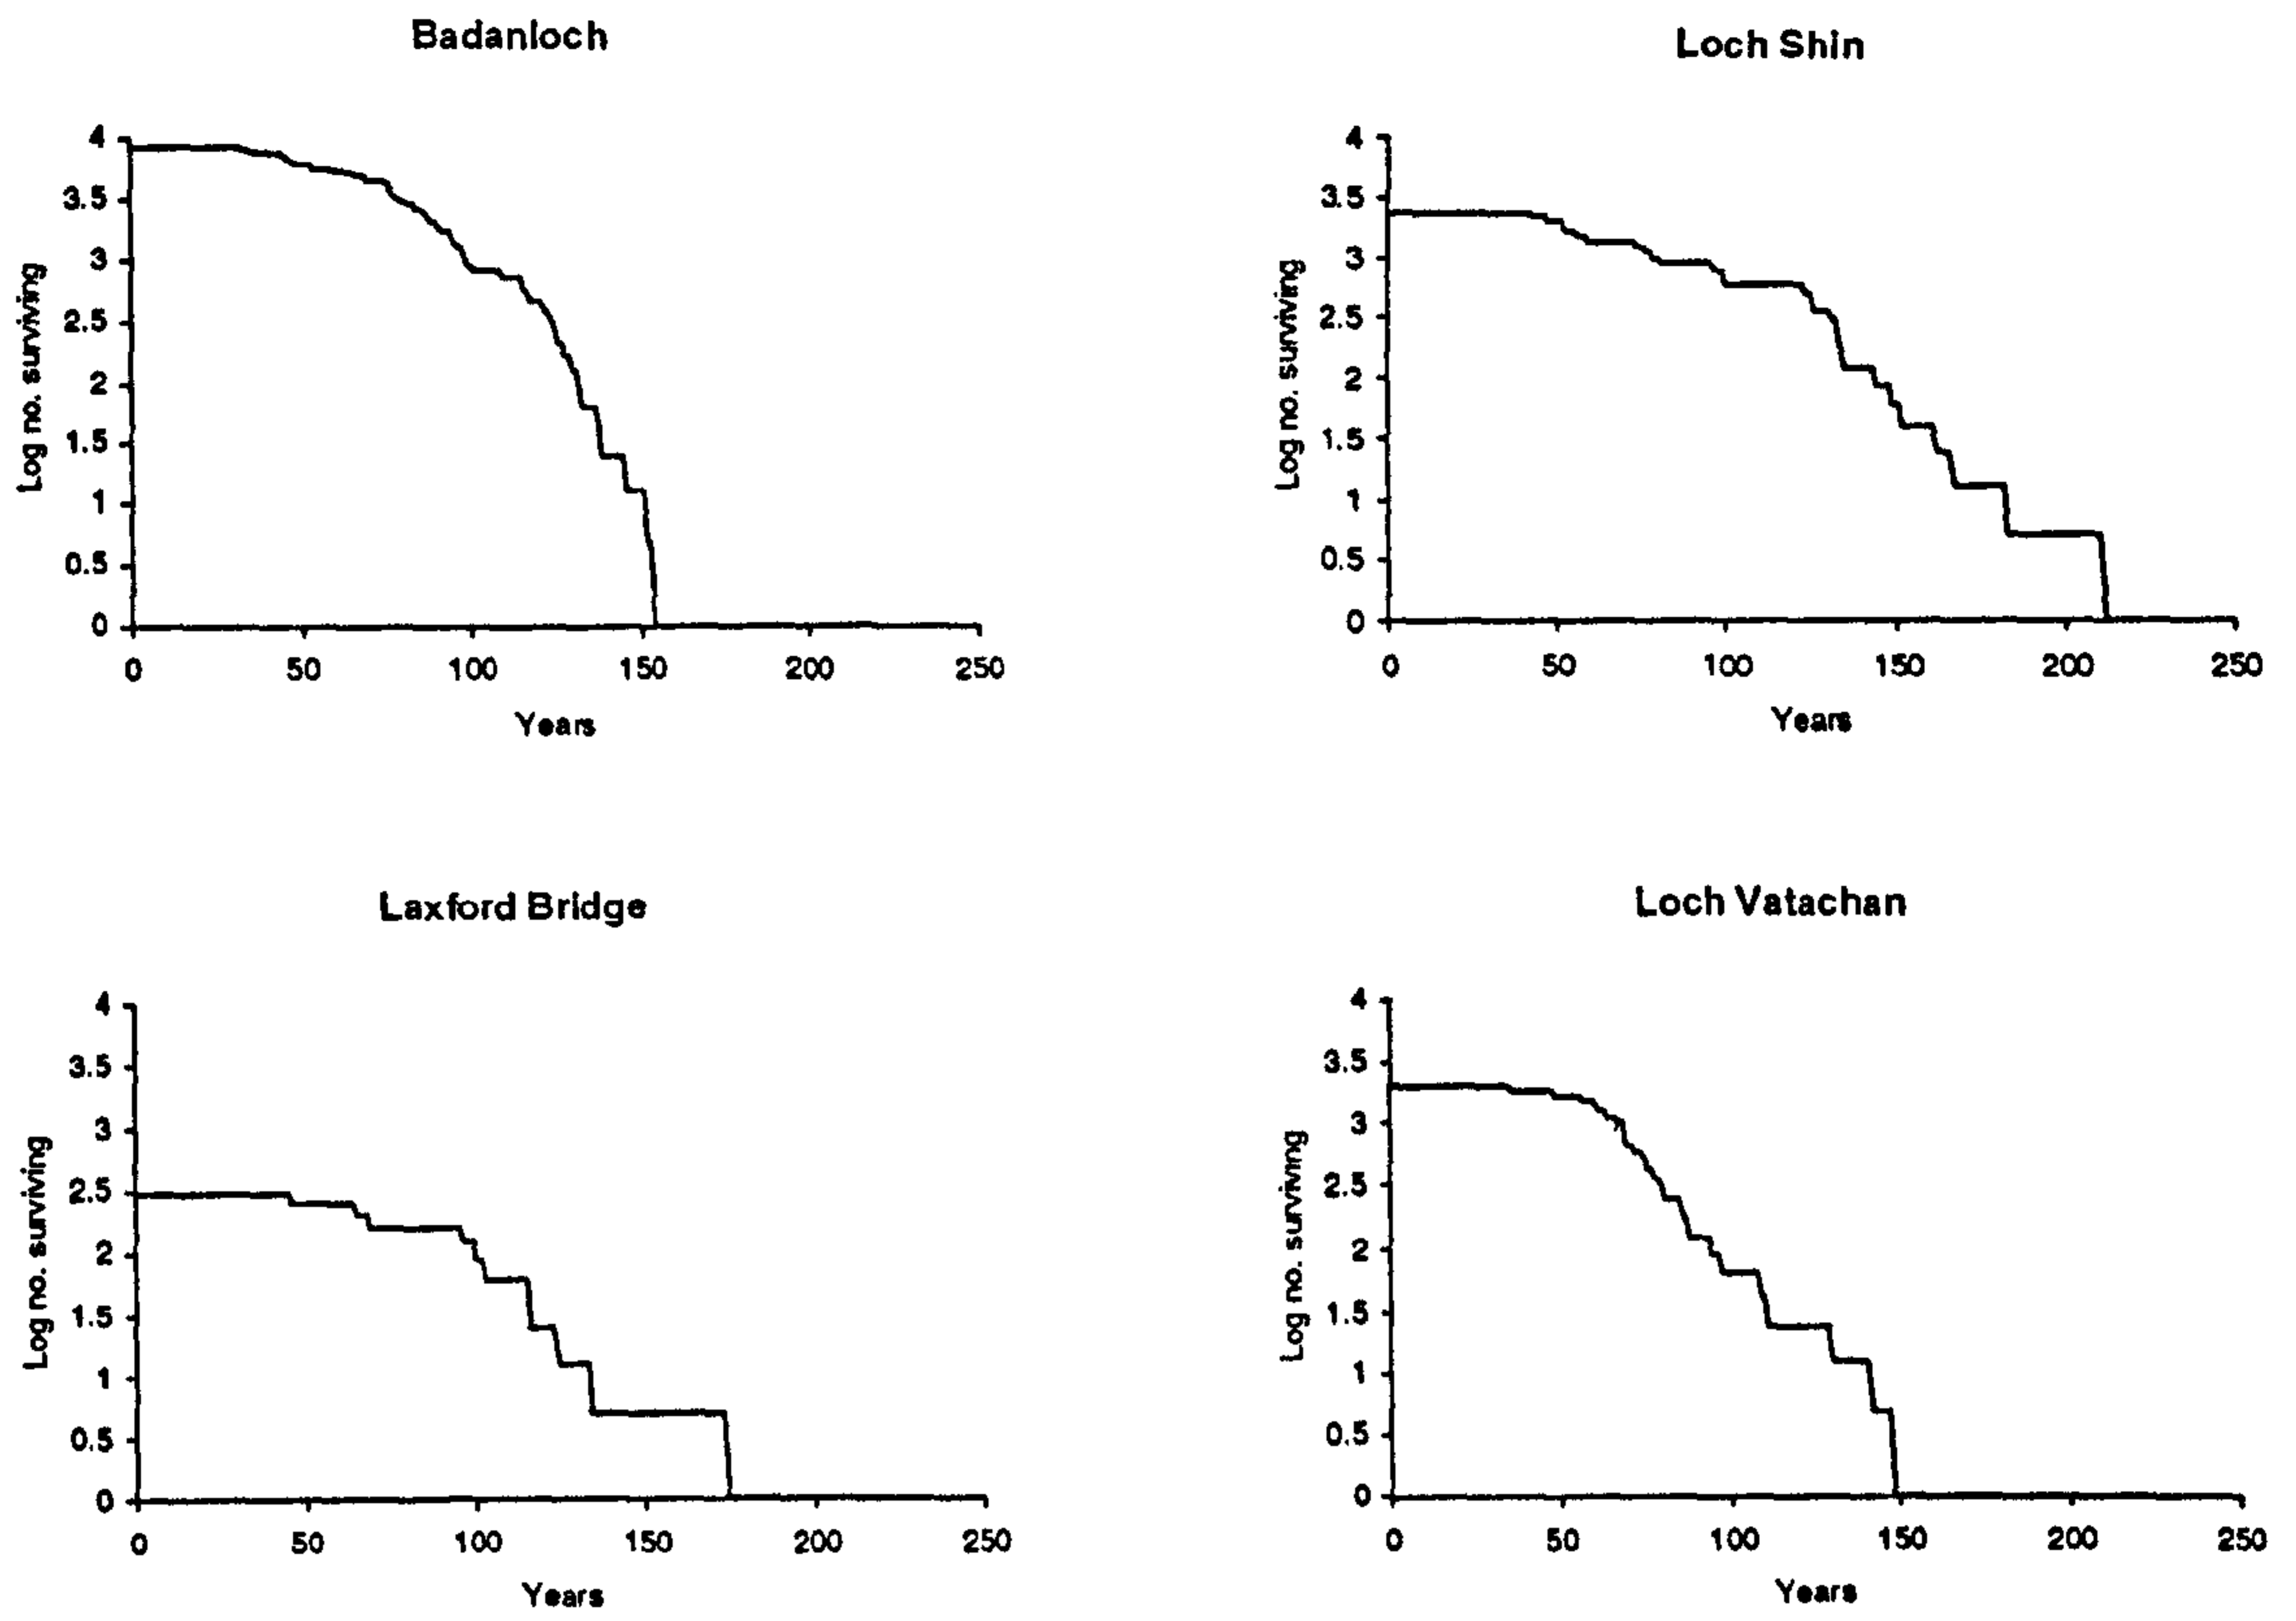 Badanloch
4
3.5
3
2.5
2
1.5
1
0.5
0
Log no. surviving
0 50 100 150 200 250
Years
Loch Shin
4
3.5
3
2.5
2
1.5
1
0.5
0
Log no. surviving
0 50 100 150 200 250
Years
Laxford Bridge
4
3.5
3
2.5
2
1.5
1
0.5
0
Log no. surviving
0 50 100 150 200 250
Years
Loch Vatachan
4
3.5
3
2.5
2
1.5
1
0.5
0
Log no. surviving
0 50 100 150 200 250
Years